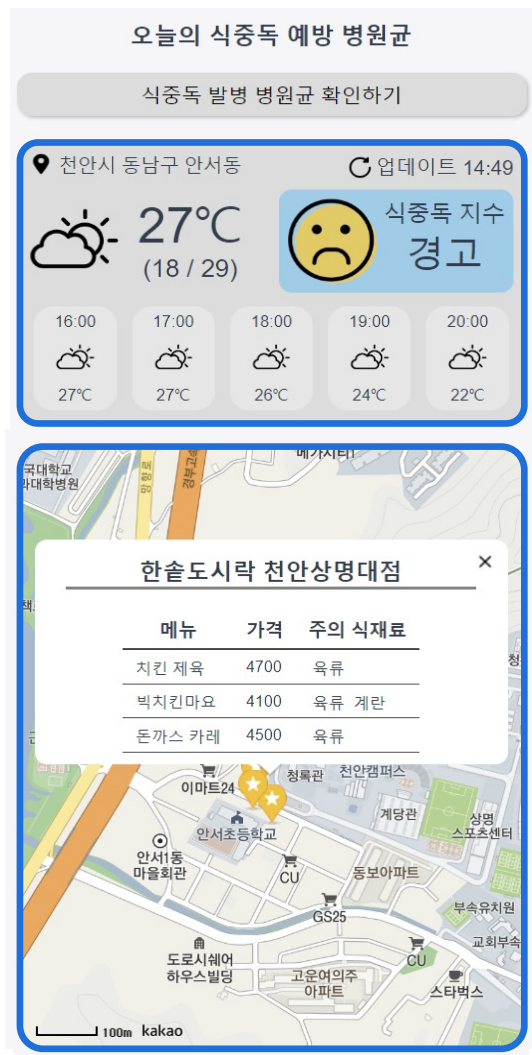 오늘의 식중독 예방 병원균
식중독 발병 병원균 확인하기
천안시 동남구 안서동 업데이트 14:49
27℃
(18 / 29)
식중독 지수
경고
16:00 17:00 18:00 19:00 20:00
27℃ 27℃ 26℃ 24℃ 22℃
메가시티1
국대학교
과대학병원
망향로
경부고속
한솥도시락 천안상명대점 ×
메뉴 가격 주의 식재료
치킨 제육 4700 육류
빅치킨마요 4100 육류 계란
돈까스 카레 4500 육류
이마트24
청록관
천안캠퍼스
계당관
상명
스포츠센터
안서초등학교
안서1동
마을회관
CU
동보아파트
GS25
부속유치원
교회부속
CU
도로시쉐어
하우스빌딩
고운여의주
아파트
스타벅스
100m kakao